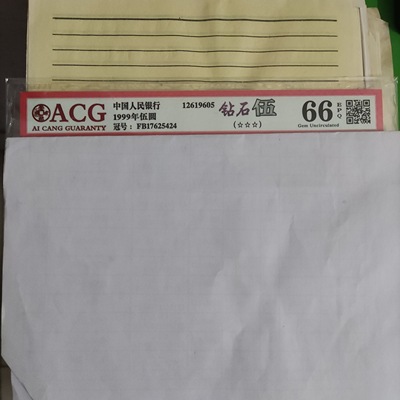 ACG
AI CANG GUARANTY
中国人民银行 12619605
1999年伍圆
冠号：FB17625424
钻石伍
(☆☆☆)
66 EPQ
Gem Uncirculated